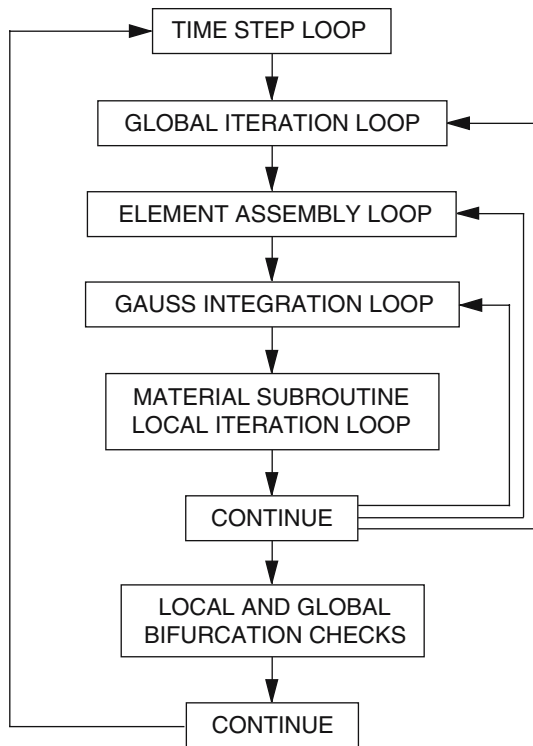 TIME STEP LOOP
GLOBAL ITERATION LOOP
ELEMENT ASSEMBLY LOOP
GAUSS INTEGRATION LOOP
MATERIAL SUBROUTINE
LOCAL ITERATION LOOP
CONTINUE
LOCAL AND GLOBAL
BIFURCATION CHECKS
CONTINUE